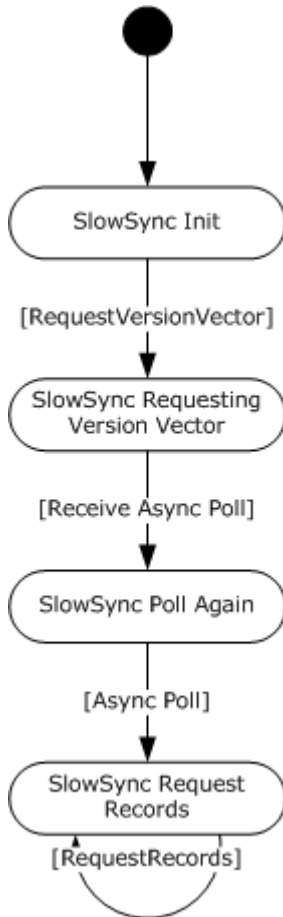 SlowSync Init
[RequestVersionVector]
SlowSync Requesting
Version Vector
[Receive Async Poll]
SlowSync Poll Again
[Async Poll]
SlowSync Request
Records
[RequestRecords]